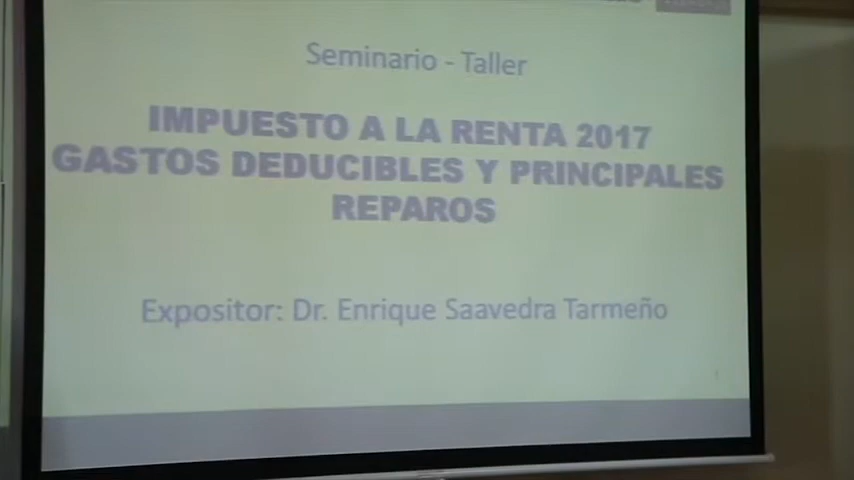 Seminario - Taller
IMPUESTO A LA RENTA 2017
GASTOS DEDUCIBLES Y PRINCIPALES
REPAROS
Expositor: Dr. Enrique Saavedra Tarmeño